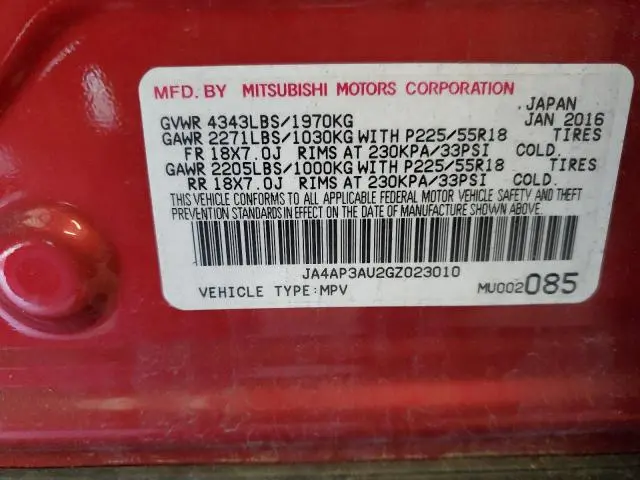 MFD. BY MITSUBISHI MOTORS CORPORATION
. JAPAN
GVWR 4343LBS/1970KG JAN 2016
GAWR 2271LBS/1030KG WITH P225/55R18 TIRES
FR 18X7.0J RIMS AT 230KPA/33PSI COLD.
GAWR 2205LBS/1000KG WITH P225/55R18 TIRES
RR 18X7.0J RIMS AT 230KPA/33PSI COLD.
THIS VEHICLE CONFORMS TO ALL APPLICABLE FEDERAL MOTOR VEHICLE SAFETY AND THEFT
PREVENTION STANDARDS IN EFFECT ON THE DATE OF MANUFACTURE SHOWN ABOVE.
JA4AP3AU2GZ023010
VEHICLE TYPE:MPV MU002085